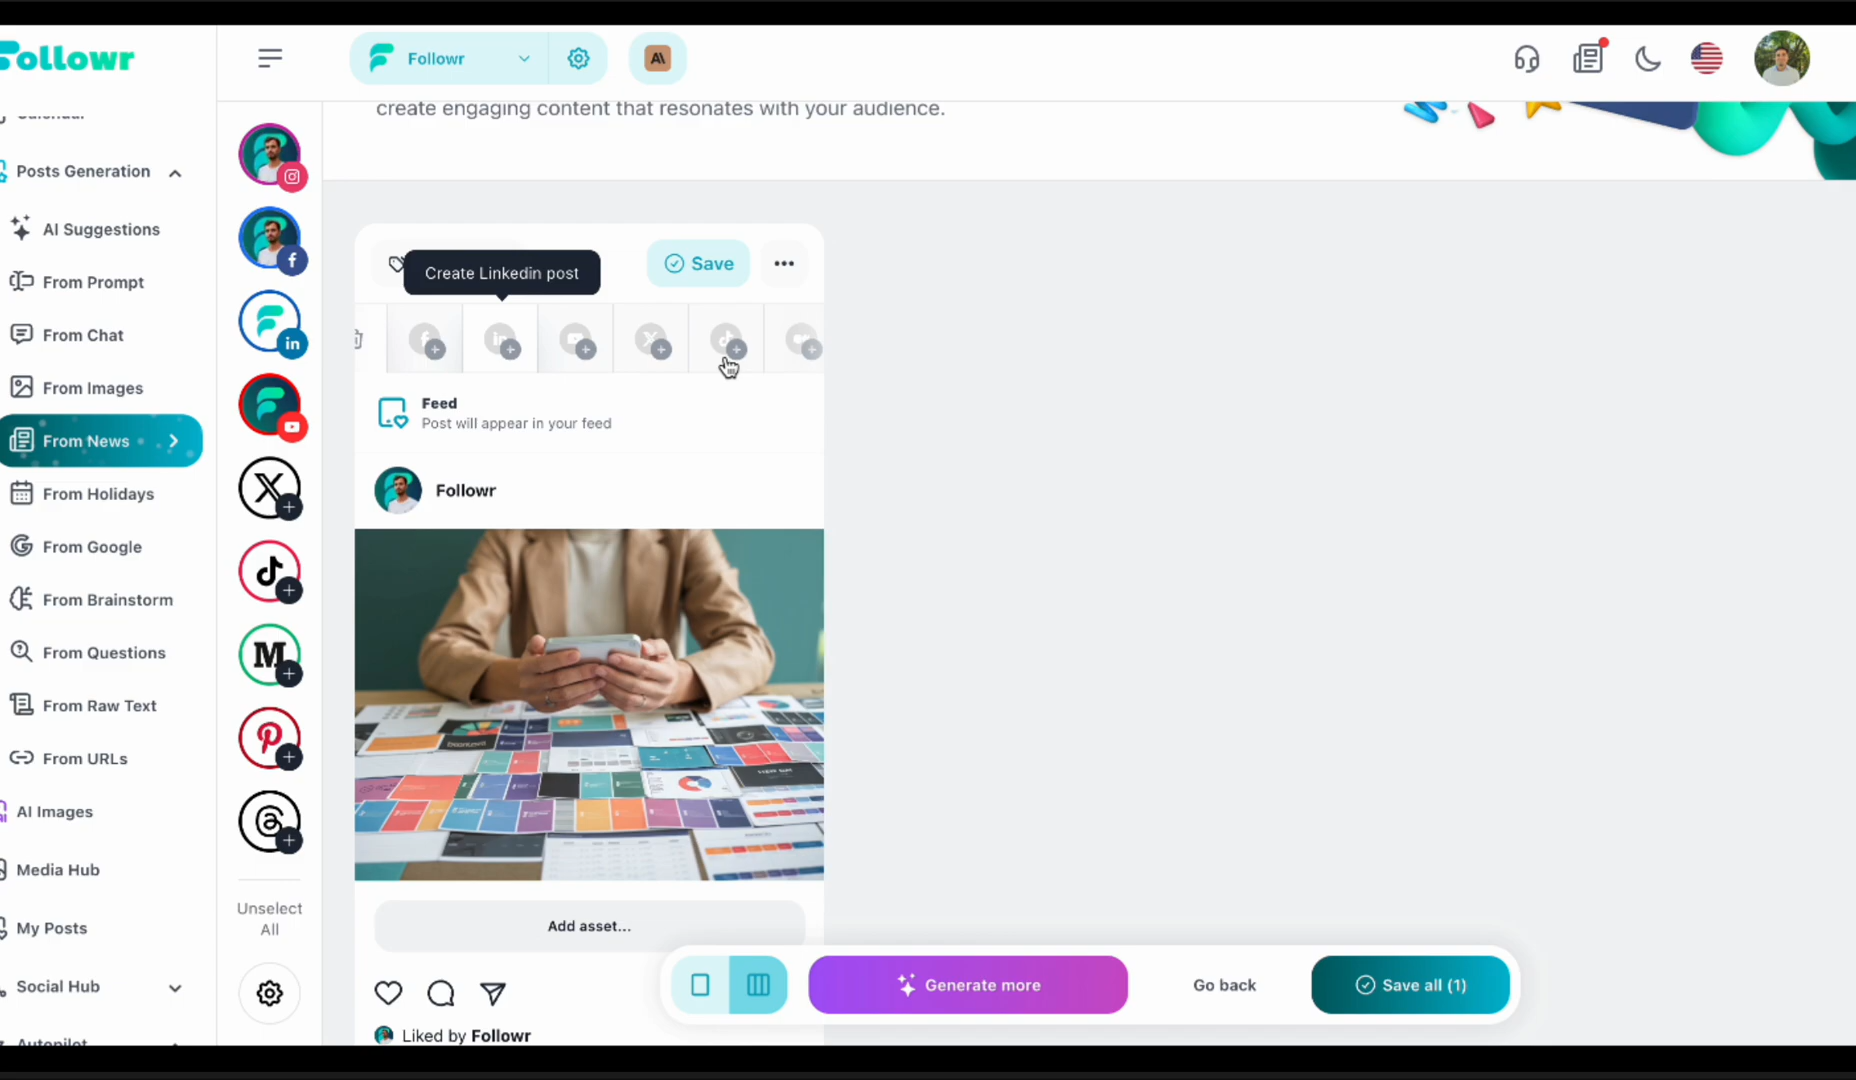 Followr
Followr
create engaging content that resonates with your audience.
Calendar
Posts Generation
AI Suggestions
From Prompt
From Chat
From Images
From News
From Holidays
From Google
From Brainstorm
From Questions
From Raw Text
From URLs
AI Images
Media Hub
My Posts
Social Hub
Autopilot
Unselect
All
Create Linkedin post
Save
Feed
Post will appear in your feed
Followr
Add asset...
Liked by Followr
Generate more
Go back
Save all (1)